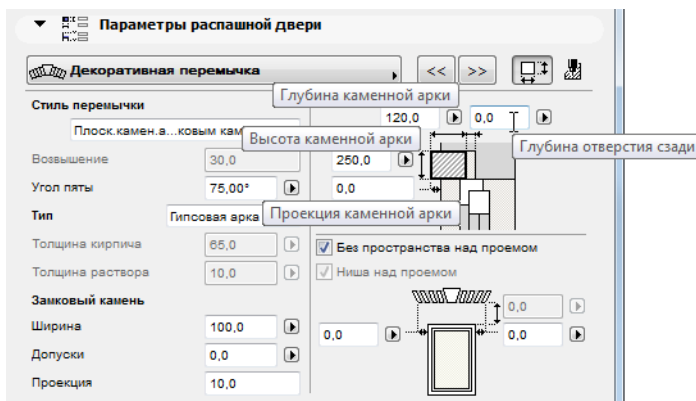 Параметры распашной двери
Декоративная перемычка
<< >>
Глубина каменной арки
Стиль перемычки
120,0 0,0
Плоск.камен.а...ковым кам
Высота каменной арки
Глубина отверстия сзади
Возвышение 30,0 250,0
Угол пяты 75,00° 0,0
Тип Гипсовая арка
Проекция каменной арки
Толщина кирпича 65,0 Без пространства над проемом
Толщина раствора 10,0 Ниша над проемом
Замковый камень
0,0
Ширина 100,0 0,0 0,0
Допуски 0,0
Проекция 10,0